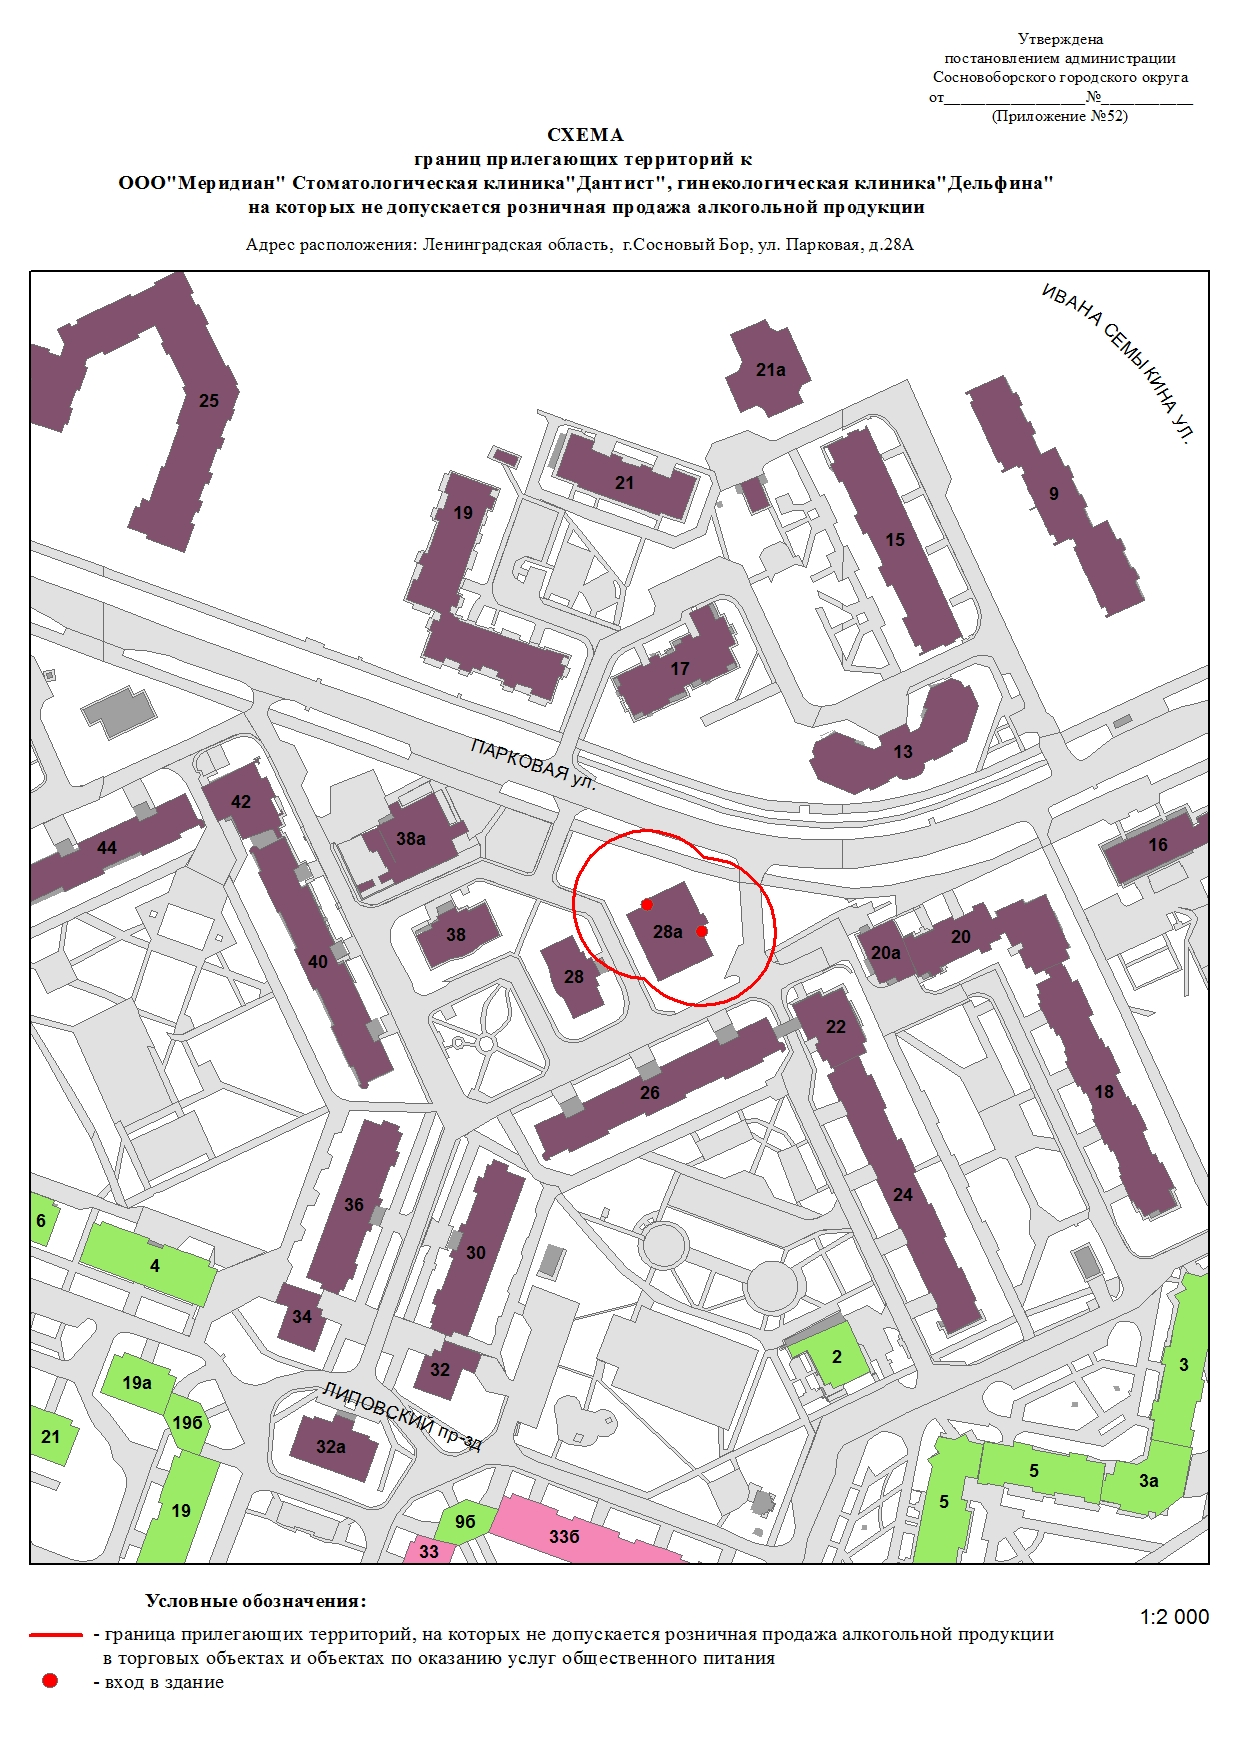 Утверждена
постановлением администрации
Сосновоборского городского округа
от_________________№___________
(Приложение №52)
СХЕМА
границ прилегающих территорий к
ООО"Меридиан" Стоматологическая клиника"Дантист", гинекологическая клиника"Дельфина"
на которых не допускается розничная продажа алкогольной продукции
Адрес расположения: Ленинградская область, г.Сосновый Бор, ул. Парковая, д.28А
ИВАНА СЕМЫКИНА УЛ.
21а
25
21
9
19
15
17
13
ПАРКОВАЯ ул.
42
38а
44
16
28а
38
20
20а
40
28
22
26
18
24
36
6
30
4
34
2
3
32
19а
ЛИПОВСКИЙ пр-зд
19б
21
32а
5
3а
5
19
9б
33б
33
Условные обозначения:
1:2 000
- граница прилегающих территорий, на которых не допускается розничная продажа алкогольной продукции
в торговых объектах и объектах по оказанию услуг общественного питания
- вход в здание